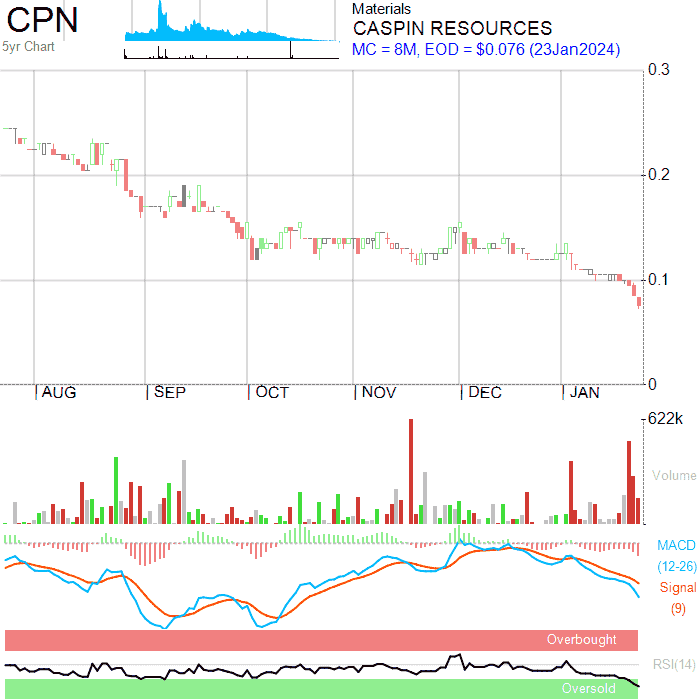 CPN
5yr Chart
Materials
CASPIN RESOURCES
MC = 8M, EOD = $0.076 (23Jan2024)
0.3
0.2
0.1
0
AUG SEP OCT NOV DEC JAN
622k
Volume
MACD
(12-26)
Signal
(9)
Overbought
RSI(14)
Oversold